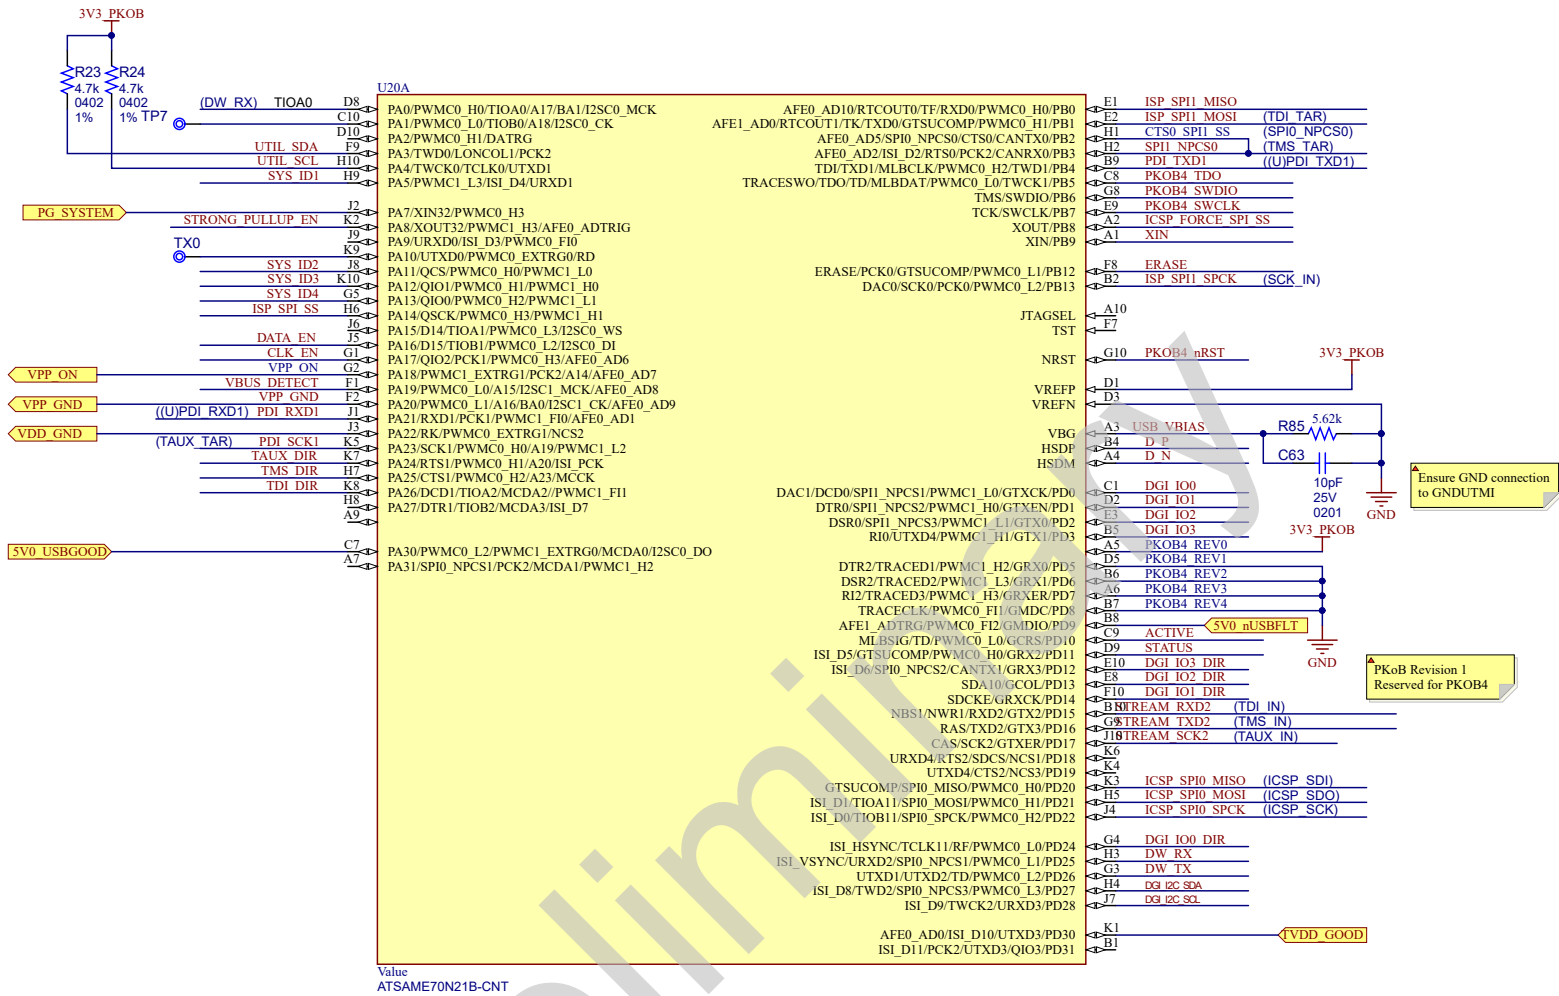 3V3_PKOB
R23
4.7k
0402
1%
R24
4.7k
0402
1%
TP7
U20A
(DW_RX) TIOA0 D8 PA0/PWMC0_H0/TIOA0/A17/BA1/I2SC0_MCK
C10 PA1/PWMC0_L0/TIOB0/A18/I2SC0_CK
D10 PA2/PWMC0_H1/DATRG
UTIL_SDA F9 PA3/TWD0/LONCOL1/PCK2
UTIL_SCL H10 PA4/TWCK0/TCLK0/UTXD1
SYS_ID1 H9 PA5/PWMC1_L3/ISI_D4/URXD1
PG_SYSTEM J2 PA7/XIN32/PWMC0_H3
STRONG_PULLUP_EN K2 PA8/XOUT32/PWMC1_H3/AFE0_ADTRIG
J9 PA9/URXD0/ISI_D3/PWMC0_FI0
TX0 K9 PA10/UTXD0/PWMC0_EXTRG0/RD
SYS_ID2 J8 PA11/QCS/PWMC0_H0/PWMC1_L0
SYS_ID3 K10 PA12/QIO1/PWMC0_H1/PWMC1_H0
SYS_ID4 G5 PA13/QIO0/PWMC0_H2/PWMC1_L1
ISP_SPI_SS H6 PA14/QSCK/PWMC0_H3/PWMC1_H1
J6 PA15/D14/TIOA1/PWMC0_L3/I2SC0_WS
DATA_EN J5 PA16/D15/TIOB1/PWMC0_L2/I2SC0_DI
CLK_EN G1 PA17/QIO2/PCK1/PWMC0_H3/AFE0_AD6
VPP_ON VPP_ON G2 PA18/PWMC1_EXTRG1/PCK2/A14/AFE0_AD7
VBUS_DETECT F1 PA19/PWMC0_L0/A15/I2SC1_MCK/AFE0_AD8
VPP_GND VPP_GND F2 PA20/PWMC0_L1/A16/BA0/I2SC1_CK/AFE0_AD9
((U)PDI_RXD1) PDI_RXD1 J1 PA21/RXD1/PCK1/PWMC1_FI0/AFE0_AD1
VDD_GND J3 PA22/RK/PWMC0_EXTRG1/NCS2
(TAUX_TAR) PDI_SCK1 K5 PA23/SCK1/PWMC0_H0/A19/PWMC1_L2
TAUX_DIR K7 PA24/RTS1/PWMC0_H1/A20/ISI_PCK
TMS_DIR H7 PA25/CTS1/PWMC0_H2/A23/MCCK
TDI_DIR K8 PA26/DCD1/TIOA2/MCDA2//PWMC1_FI1
H8 PA27/DTR1/TIOB2/MCDA3/ISI_D7
A9
5V0_USBGOOD C7 PA30/PWMC0_L2/PWMC1_EXTRG0/MCDA0/I2SC0_DO
A7 PA31/SPI0_NPCS1/PCK2/MCDA1/PWMC1_H2
AFE0_AD10/RTCOUT0/TF/RXD0/PWMC0_H0/PB0 E1 ISP_SPI1_MISO
AFE1_AD0/RTCOUT1/TK/TXD0/GTSUCOMP/PWMC0_H1/PB1 E2 ISP_SPI1_MOSI (TDI_TAR)
AFE0_AD5/SPI0_NPCS0/CTS0/CANTX0/PB2 H1 CTS0_SPI1_SS (SPI0_NPCS0)
AFE0_AD2/ISI_D2/RTS0/PCK2/CANRX0/PB3 H2 SPI1_NPCS0 (TMS_TAR)
TDI/TXD1/MLBCLK/PWMC0_H2/TWD1/PB4 B9 PDI_TXD1 ((U)PDI_TXD1)
TRACESWO/TDO/TD/MLBDAT/PWMC0_L0/TWCK1/PB5 C8 PKOB4_TDO
TMS/SWDIO/PB6 G8 PKOB4_SWDIO
TCK/SWCLK/PB7 E9 PKOB4_SWCLK
XOUT/PB8 A2 ICSP_FORCE_SPI_SS
XIN/PB9 A1 XIN
ERASE/PCK0/GTSUCOMP/PWMC0_L1/PB12 F8 ERASE
DAC0/SCK0/PCK0/PWMC0_L2/PB13 B2 ISP_SPI1_SPCK (SCK_IN)
JTAGSEL A10
TST F7
NRST G10 PKOB4_nRST
3V3_PKOB
VREFP D1
VREFN D3
VBG A3 USB_VBIAS R85 5.62k
HSDP B4 D_P
HSDM A4 D_N
C63
10pF
25V
0201
GND
Ensure GND connection
to GNDUTMI
DAC1/DCD0/SPI1_NPCS1/PWMC1_L0/GTXCK/PD0 C1 DGI_IO0
DTR0/SPI1_NPCS2/PWMC1_H0/GTXEN/PD1 D2 DGI_IO1
DSR0/SPI1_NPCS3/PWMC1_L1/GTX0/PD2 E3 DGI_IO2
RI0/UTXD4/PWMC1_H1/GTX1/PD3 B5 DGI_IO3
3V3_PKOB
A5 PKOB4_REV0
DTR2/TRACED1/PWMC1_H2/GRX0/PD5 D5 PKOB4_REV1
DSR2/TRACED2/PWMC1_L3/GRX1/PD6 B6 PKOB4_REV2
RI2/TRACED3/PWMC1_H3/GRXER/PD7 A6 PKOB4_REV3
TRACECLK/PWMC0_FI1/GMDC/PD8 B7 PKOB4_REV4
AFE1_ADTRG/PWMC0_FI2/GMDIO/PD9 B8 5V0_nUSBFLT
MLBSIG/TD/PWMC0_L0/GCRS/PD10 C9 ACTIVE
ISI_D5/GTSUCOMP/PWMC0_H0/GRX2/PD11 D9 STATUS
GND
ISI_D6/SPI0_NPCS2/CANTX1/GRX3/PD12 E10 DGI_IO3_DIR
SDA10/GCOL/PD13 E8 DGI_IO2_DIR
SDCKE/GRXCK/PD14 F10 DGI_IO1_DIR
PKoB Revision 1
Reserved for PKOB4
NBS1/NWR1/RXD2/GTX2/PD15 B10 STREAM_RXD2 (TDI_IN)
RAS/TXD2/GTX3/PD16 G9 STREAM_TXD2 (TMS_IN)
CAS/SCK2/GTXER/PD17 J10 STREAM_SCK2 (TAUX_IN)
URXD4/RTS2/SDCS/NCS1/PD18 K6
UTXD4/CTS2/NCS3/PD19 K4
GTSUCOMP/SPI0_MISO/PWMC0_H0/PD20 K3 ICSP_SPI0_MISO (ICSP_SDI)
ISI_D1/TIOA11/SPI0_MOSI/PWMC0_H1/PD21 H5 ICSP_SPI0_MOSI (ICSP_SDO)
ISI_D0/TIOB11/SPI0_SPCK/PWMC0_H2/PD22 J4 ICSP_SPI0_SPCK (ICSP_SCK)
ISI_HSYNC/TCLK11/RF/PWMC0_L0/PD24 G4 DGI_IO0_DIR
ISI_VSYNC/URXD2/SPI0_NPCS1/PWMC0_L1/PD25 H3 DW_RX
UTXD1/UTXD2/TD/PWMC0_L2/PD26 G3 DW_TX
ISI_D8/TWD2/SPI0_NPCS3/PWMC0_L3/PD27 H4 DGI_I2C_SDA
ISI_D9/TWCK2/URXD3/PD28 J7 DGI_I2C_SCL
AFE0_AD0/ISI_D10/UTXD3/PD30 K1 TVDD_GOOD
ISI_D11/PCK2/UTXD3/QIO3/PD31 B1
Value
ATSAME70N21B-CNT